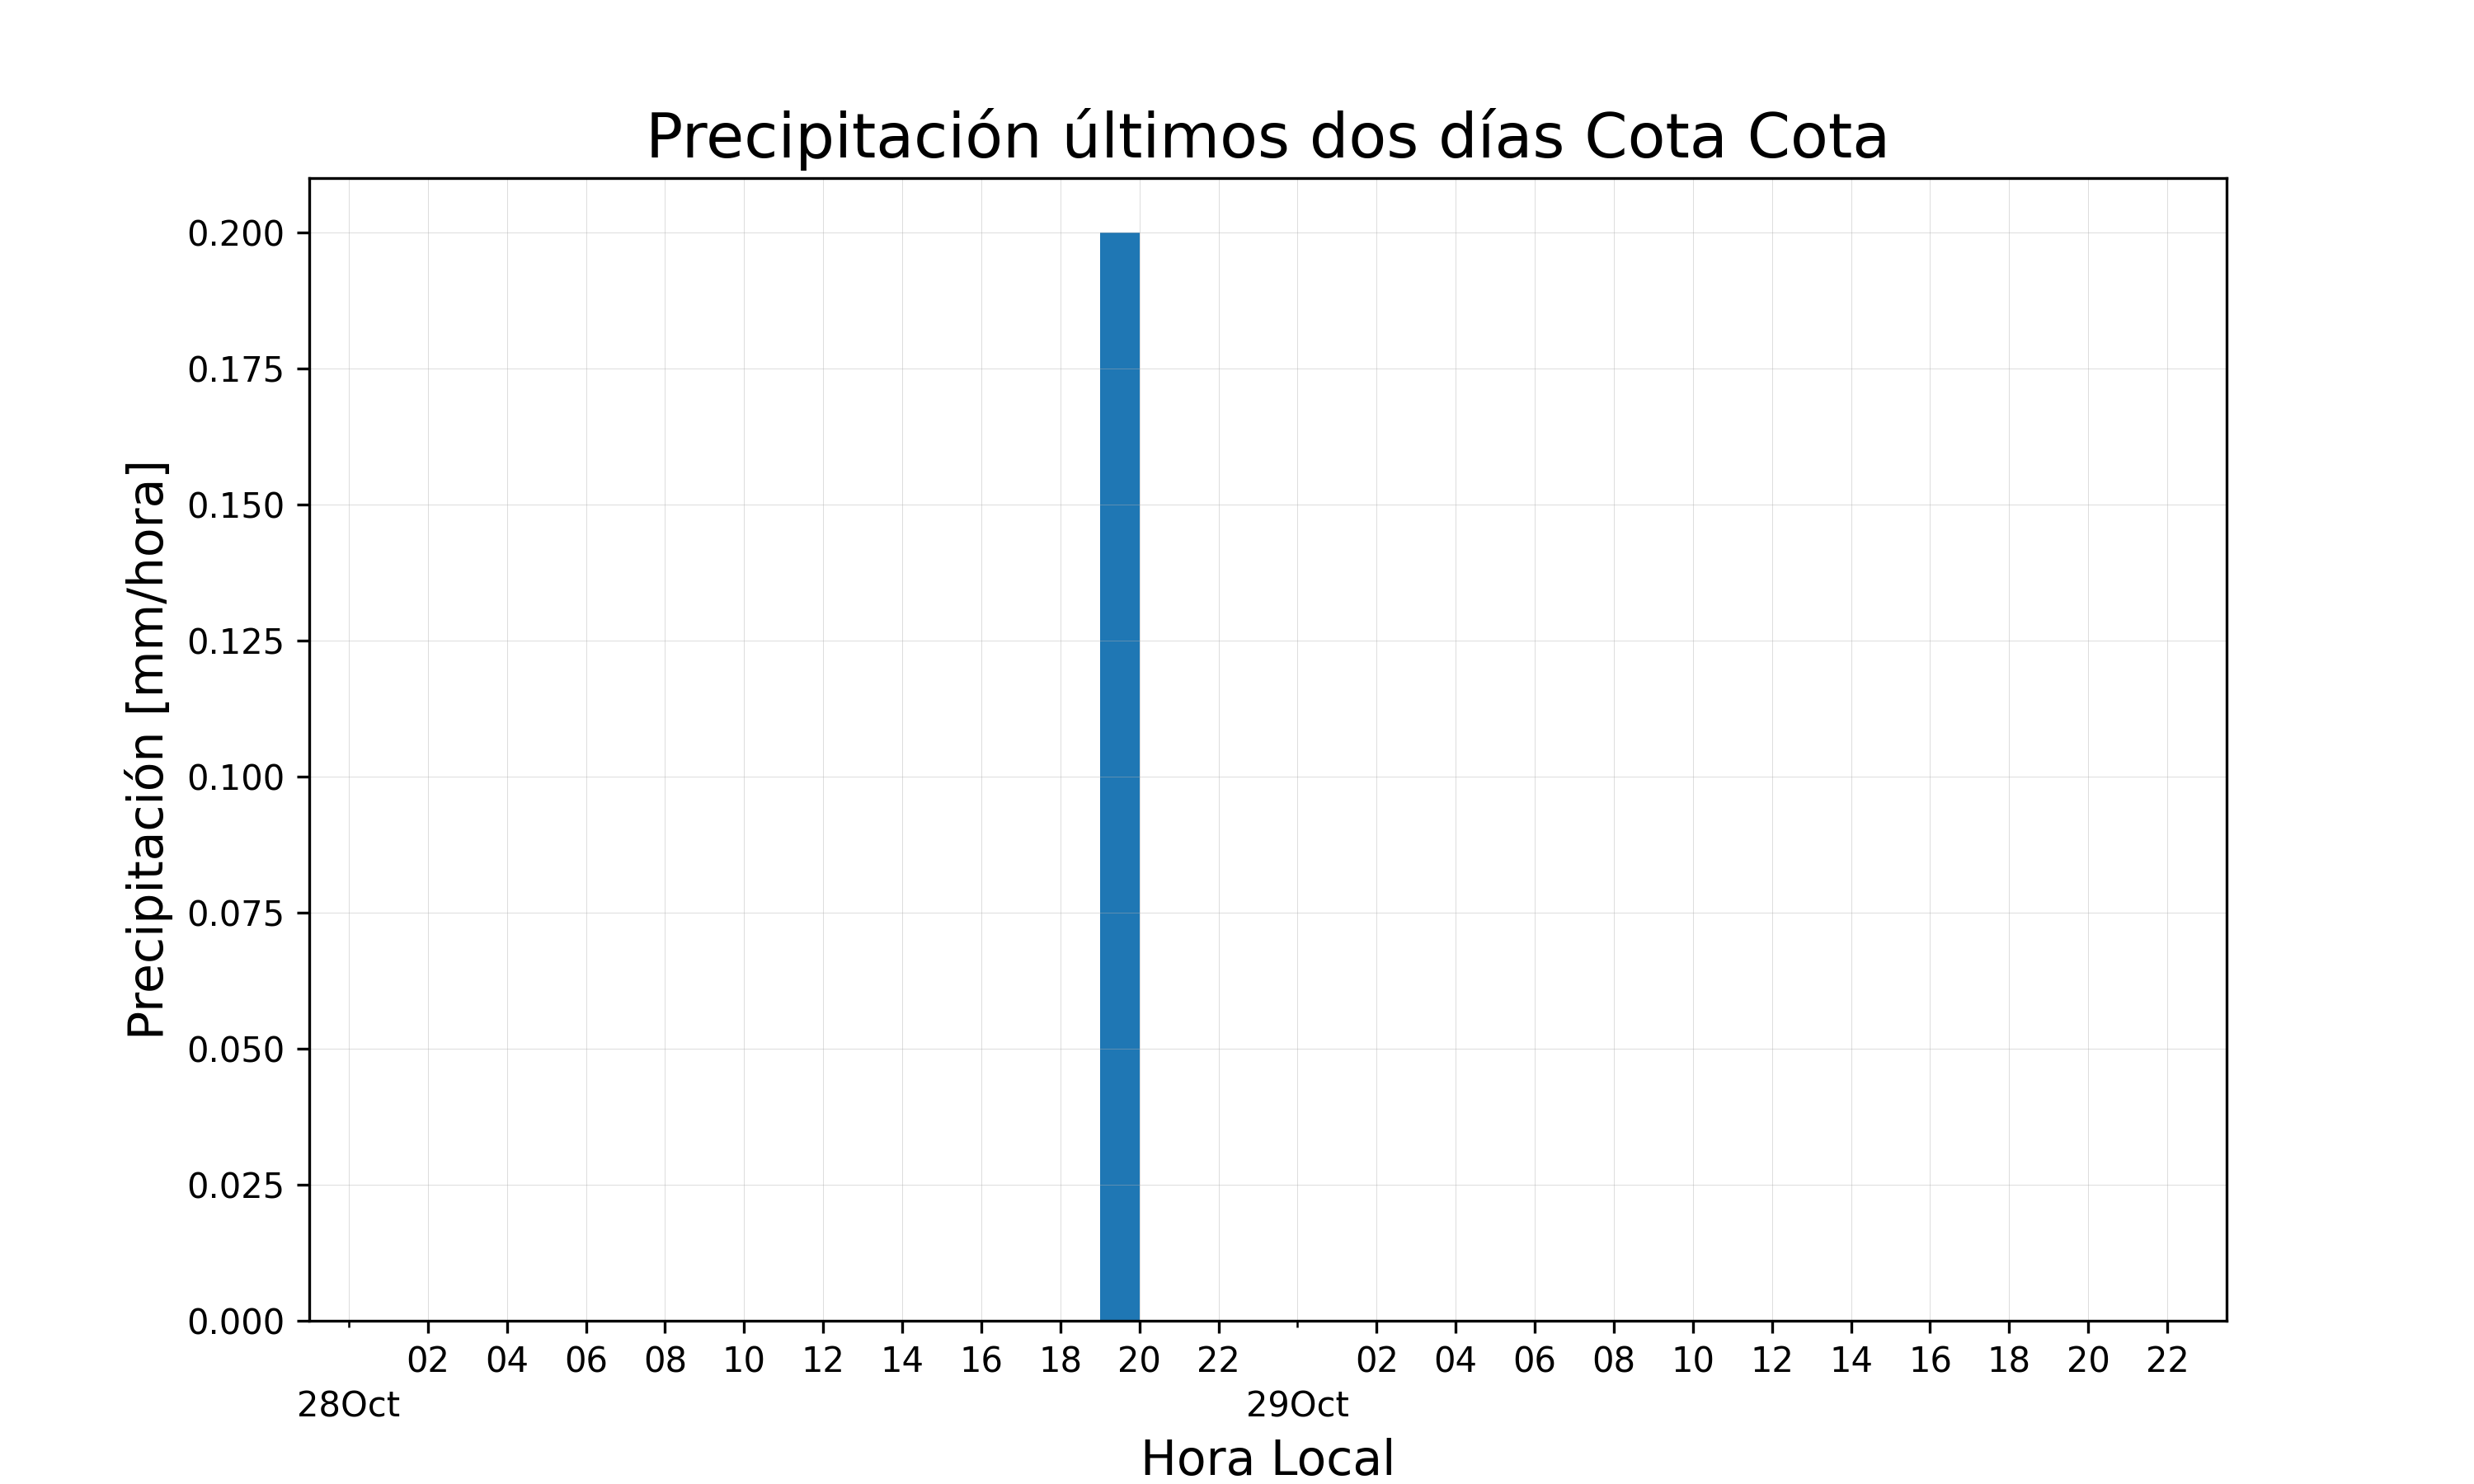 Precipitación últimos dos días Cota Cota
Precipitación [mm/hora]
0.200
0.175
0.150
0.125
0.100
0.075
0.050
0.025
0.000
02 04 06 08 10 12 14 16 18 20 22 02 04 06 08 10 12 14 16 18 20 22
28Oct 29Oct
Hora Local